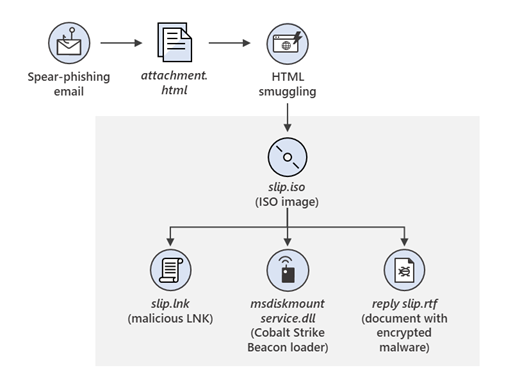 Spear-phishing
email
attachment.
html
HTML
smuggling
slip.iso
(ISO image)
slip.lnk
(malicious LNK)
msdiskmount
service.dll
(Cobalt Strike
Beacon loader)
reply slip.rtf
(document with
encrypted
malware)